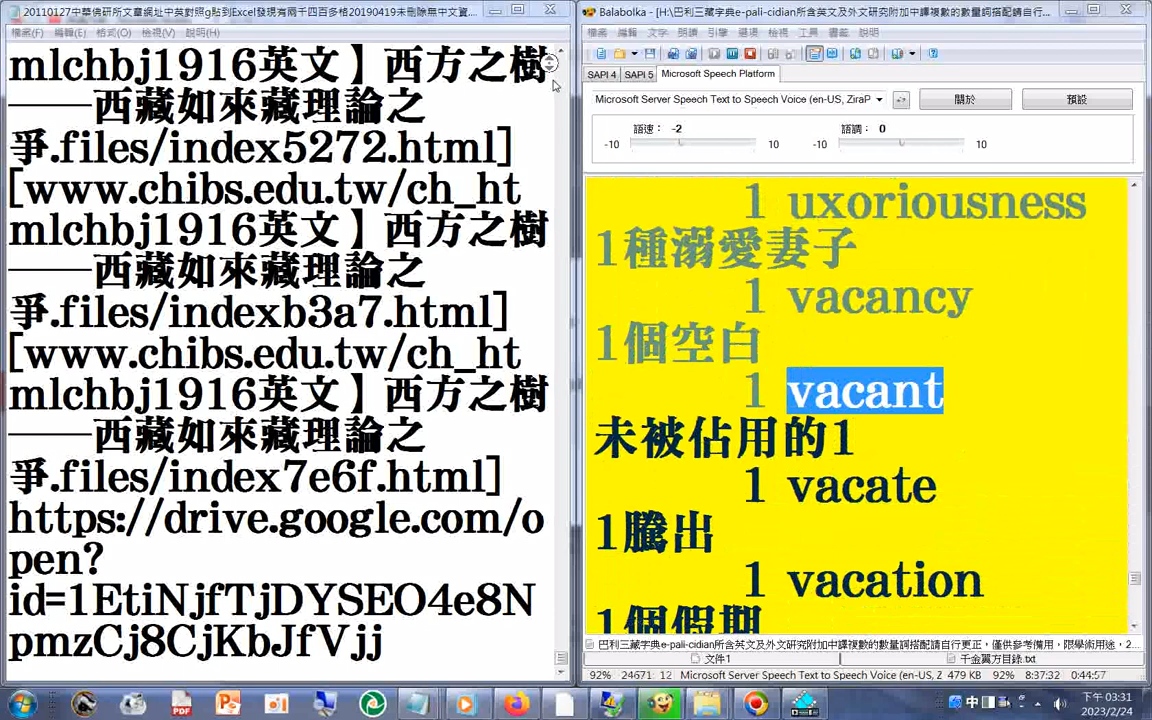 20110127中華佛研所文章網址中英對照g貼到Excel發現有兩千四百多格20190419未刪除無中文資...
檔案(F) 編輯(E) 格式(O) 檢視(V) 說明(H)
mlchbj1916英文】西方之樹
——西藏如來藏理論之
爭.files/index5272.html]
[www.chibs.edu.tw/ch_ht
mlchbj1916英文】西方之樹
——西藏如來藏理論之
爭.files/indexb3a7.html]
[www.chibs.edu.tw/ch_ht
mlchbj1916英文】西方之樹
——西藏如來藏理論之
爭.files/index7e6f.html]
https://drive.google.com/o
pen?
id=1EtiNjfTjDYSEO4e8N
pmzCj8CjKbJfVjj
Balabolka - [H:\巴利三藏字典e-pali-cidian所含英文及外文研究附加中譯複數的數量詞搭配請自行...
檔案 編輯 文字 朗讀 引擎 選項 檢視 工具 書籤 說明
SAPI 4 SAPI 5 Microsoft Speech Platform
Microsoft Server Speech Text to Speech Voice (en-US, ZiraP
關於 預設
語速： -2 語調： 0
-10 10 -10 10
1 uxoriousness
1種溺愛妻子
1 vacancy
1個空白
1 vacant
未被佔用的1
1 vacate
1騰出
1 vacation
1個假期
巴利三藏字典e-pali-cidian所含英文及外文研究附加中譯複數的數量詞搭配請自行更正，僅供參考備用，限學術用途，2...
文件1 千金翼方目錄.txt
92% 24671: 12 Microsoft Server Speech Text to Speech Voice 479 KB 92% 8:37:32 0:44:57
中
下午 03:31
2023/2/24